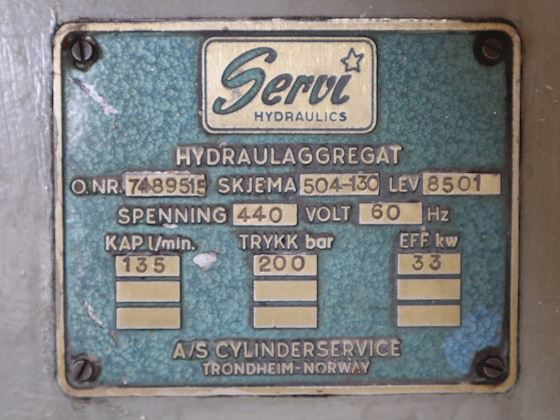 Servi
HYDRAULICS
HYDRAULAGGREGAT
O.NR. 7489515 SKJEMA 504-130 LEV 8501
SPENNING 440 VOLT 60 Hz
KAP l/min. TRYKK bar EFF kw
135 200 33
A/S CYLINDERSERVICE
TRONDHEIM-NORWAY